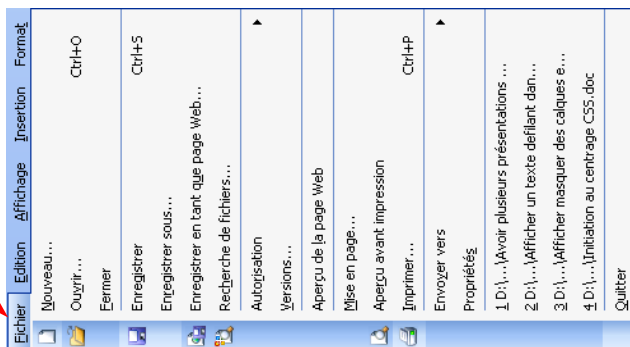 Fichier Edition Affichage Insertion Format
Nouveau...
Ouvrir... Ctrl+O
Fermer
Enregistrer Ctrl+S
Enregistrer sous...
Enregistrer en tant que page Web...
Recherche de fichiers...
Autorisation
Versions...
Aperçu de la page Web
Mise en page...
Aperçu avant impression
Imprimer... Ctrl+P
Envoyer vers
Propriétés
1 D:\...\Avoir plusieurs présentations ...
2 D:\...\Afficher un texte defilant dan...
3 D:\...\Afficher masquer des calques e...
4 D:\...\Initiation au centrage CSS.doc
Quitter